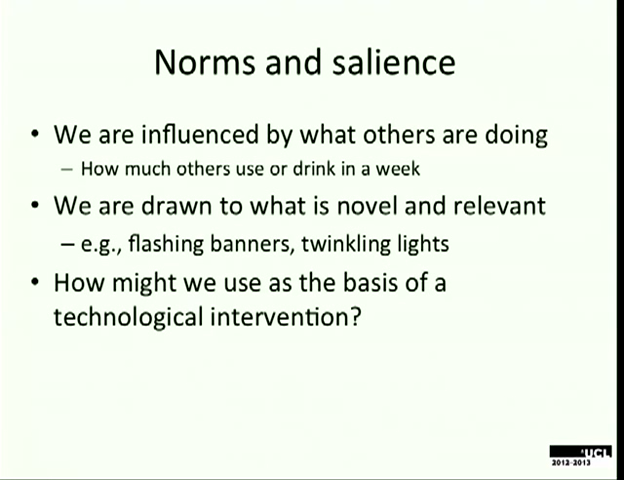 Norms and salience
• We are influenced by what others are doing
– How much others use or drink in a week
• We are drawn to what is novel and relevant
– e.g., flashing banners, twinkling lights
• How might we use as the basis of a
technological intervention?
UCL
2012-2013